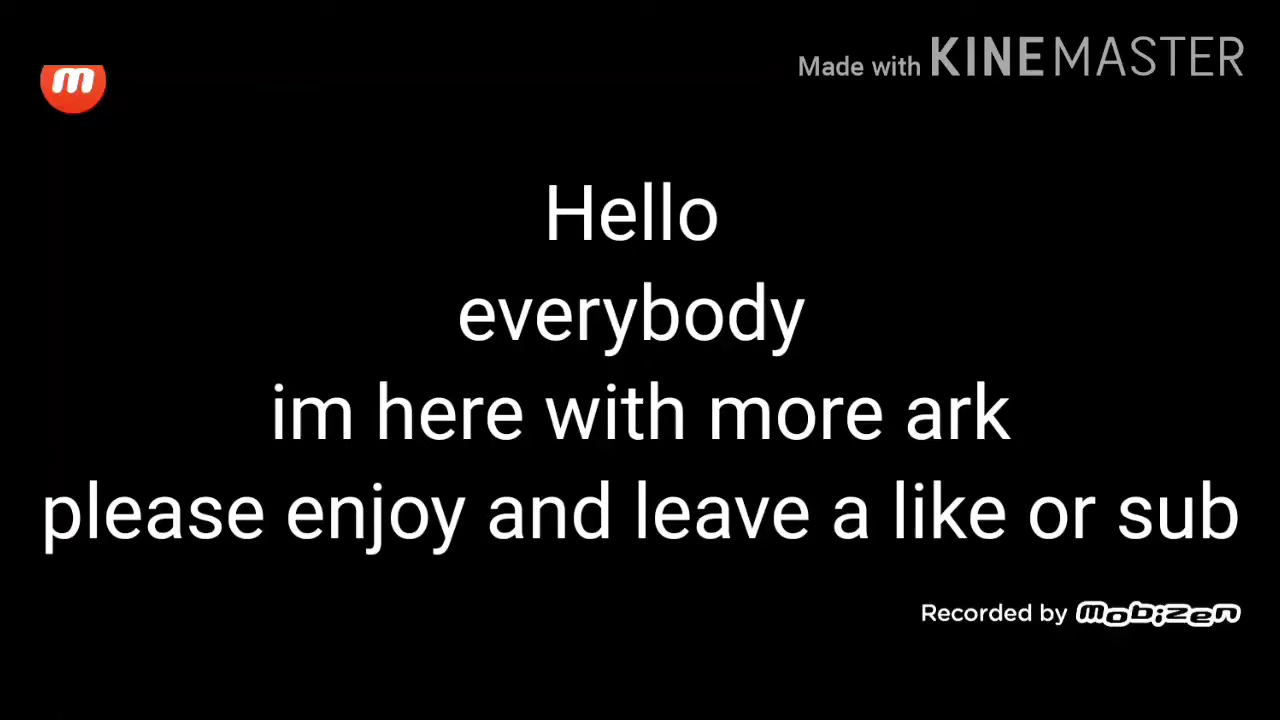 m
Made with KINEMASTER
Hello
everybody
im here with more ark
please enjoy and leave a like or sub
Recorded by mobizen